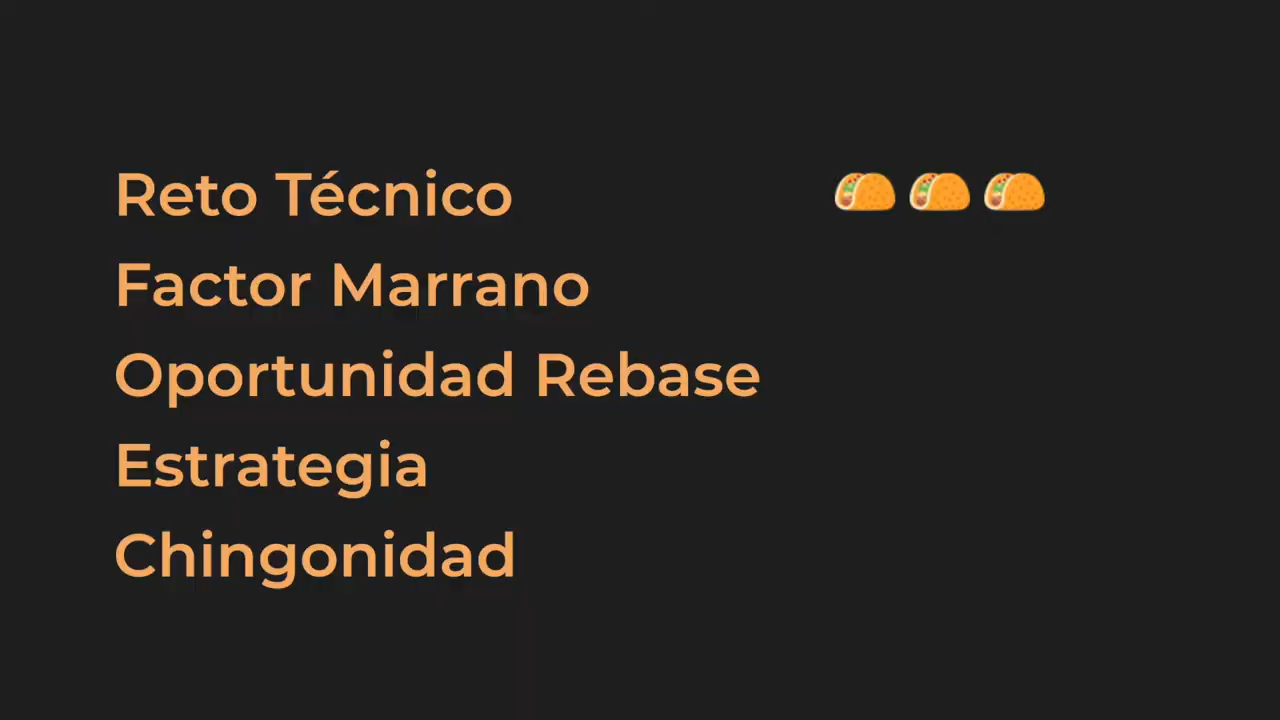 Reto Técnico 🌮 🌮 🌮
Factor Marrano
Oportunidad Rebase
Estrategia
Chingonidad